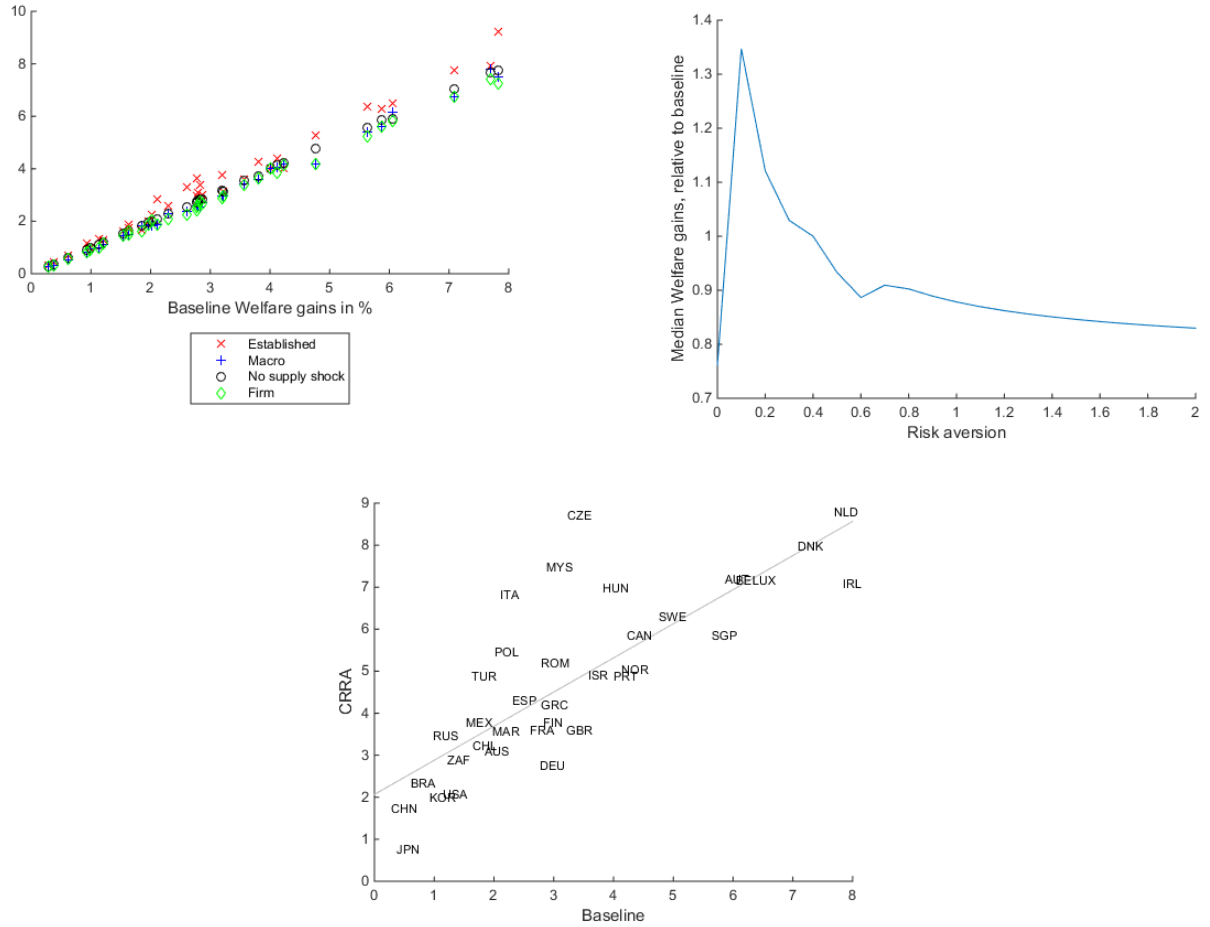 10
8
6
4
2
0
0 1 2 3 4 5 6 7 8
Baseline Welfare gains in %
Established
Macro
No supply shock
Firm
Median Welfare gains, relative to baseline
1.4
1.3
1.2
1.1
1
0.9
0.8
0.7
0 0.2 0.4 0.6 0.8 1 1.2 1.4 1.6 1.8 2
Risk aversion
CRRA
9
8
7
6
5
4
3
2
1
0
NLD
CZE
DNK
MYS
AUT BELUX
IRL
HUN
ITA
SWE
CAN
SGP
POL
ROM
NOR
TUR
ISR
PRT
ESP
GRC
MEX
FIN
MAR
FRA
GBR
RUS
CHL
AUS
ZAF
DEU
BRA
KOR
USA
CHN
JPN
0 1 2 3 4 5 6 7 8
Baseline